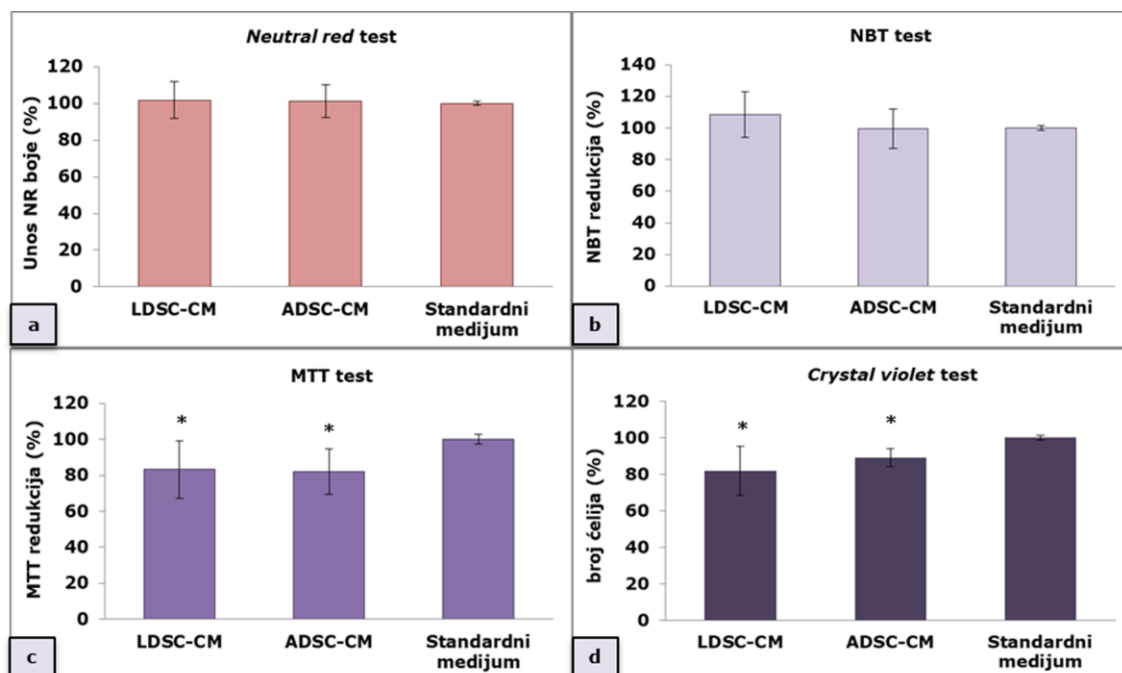 Neutral red test
Unos NR boje (%)
120
100
80
60
40
20
0
LDSC-CM
ADSC-CM
Standardni
medijum
a
NBT test
NBT redukcija (%)
140
120
100
80
60
40
20
0
LDSC-CM
ADSC-CM
Standardni
medijum
b
MTT test
MTT redukcija (%)
120
100
80
60
40
20
0
*
*
LDSC-CM
ADSC-CM
Standardni
medijum
c
Crystal violet test
broj ćelija (%)
120
100
80
60
40
20
0
*
*
LDSC-CM
ADSC-CM
Standardni
medijum
d